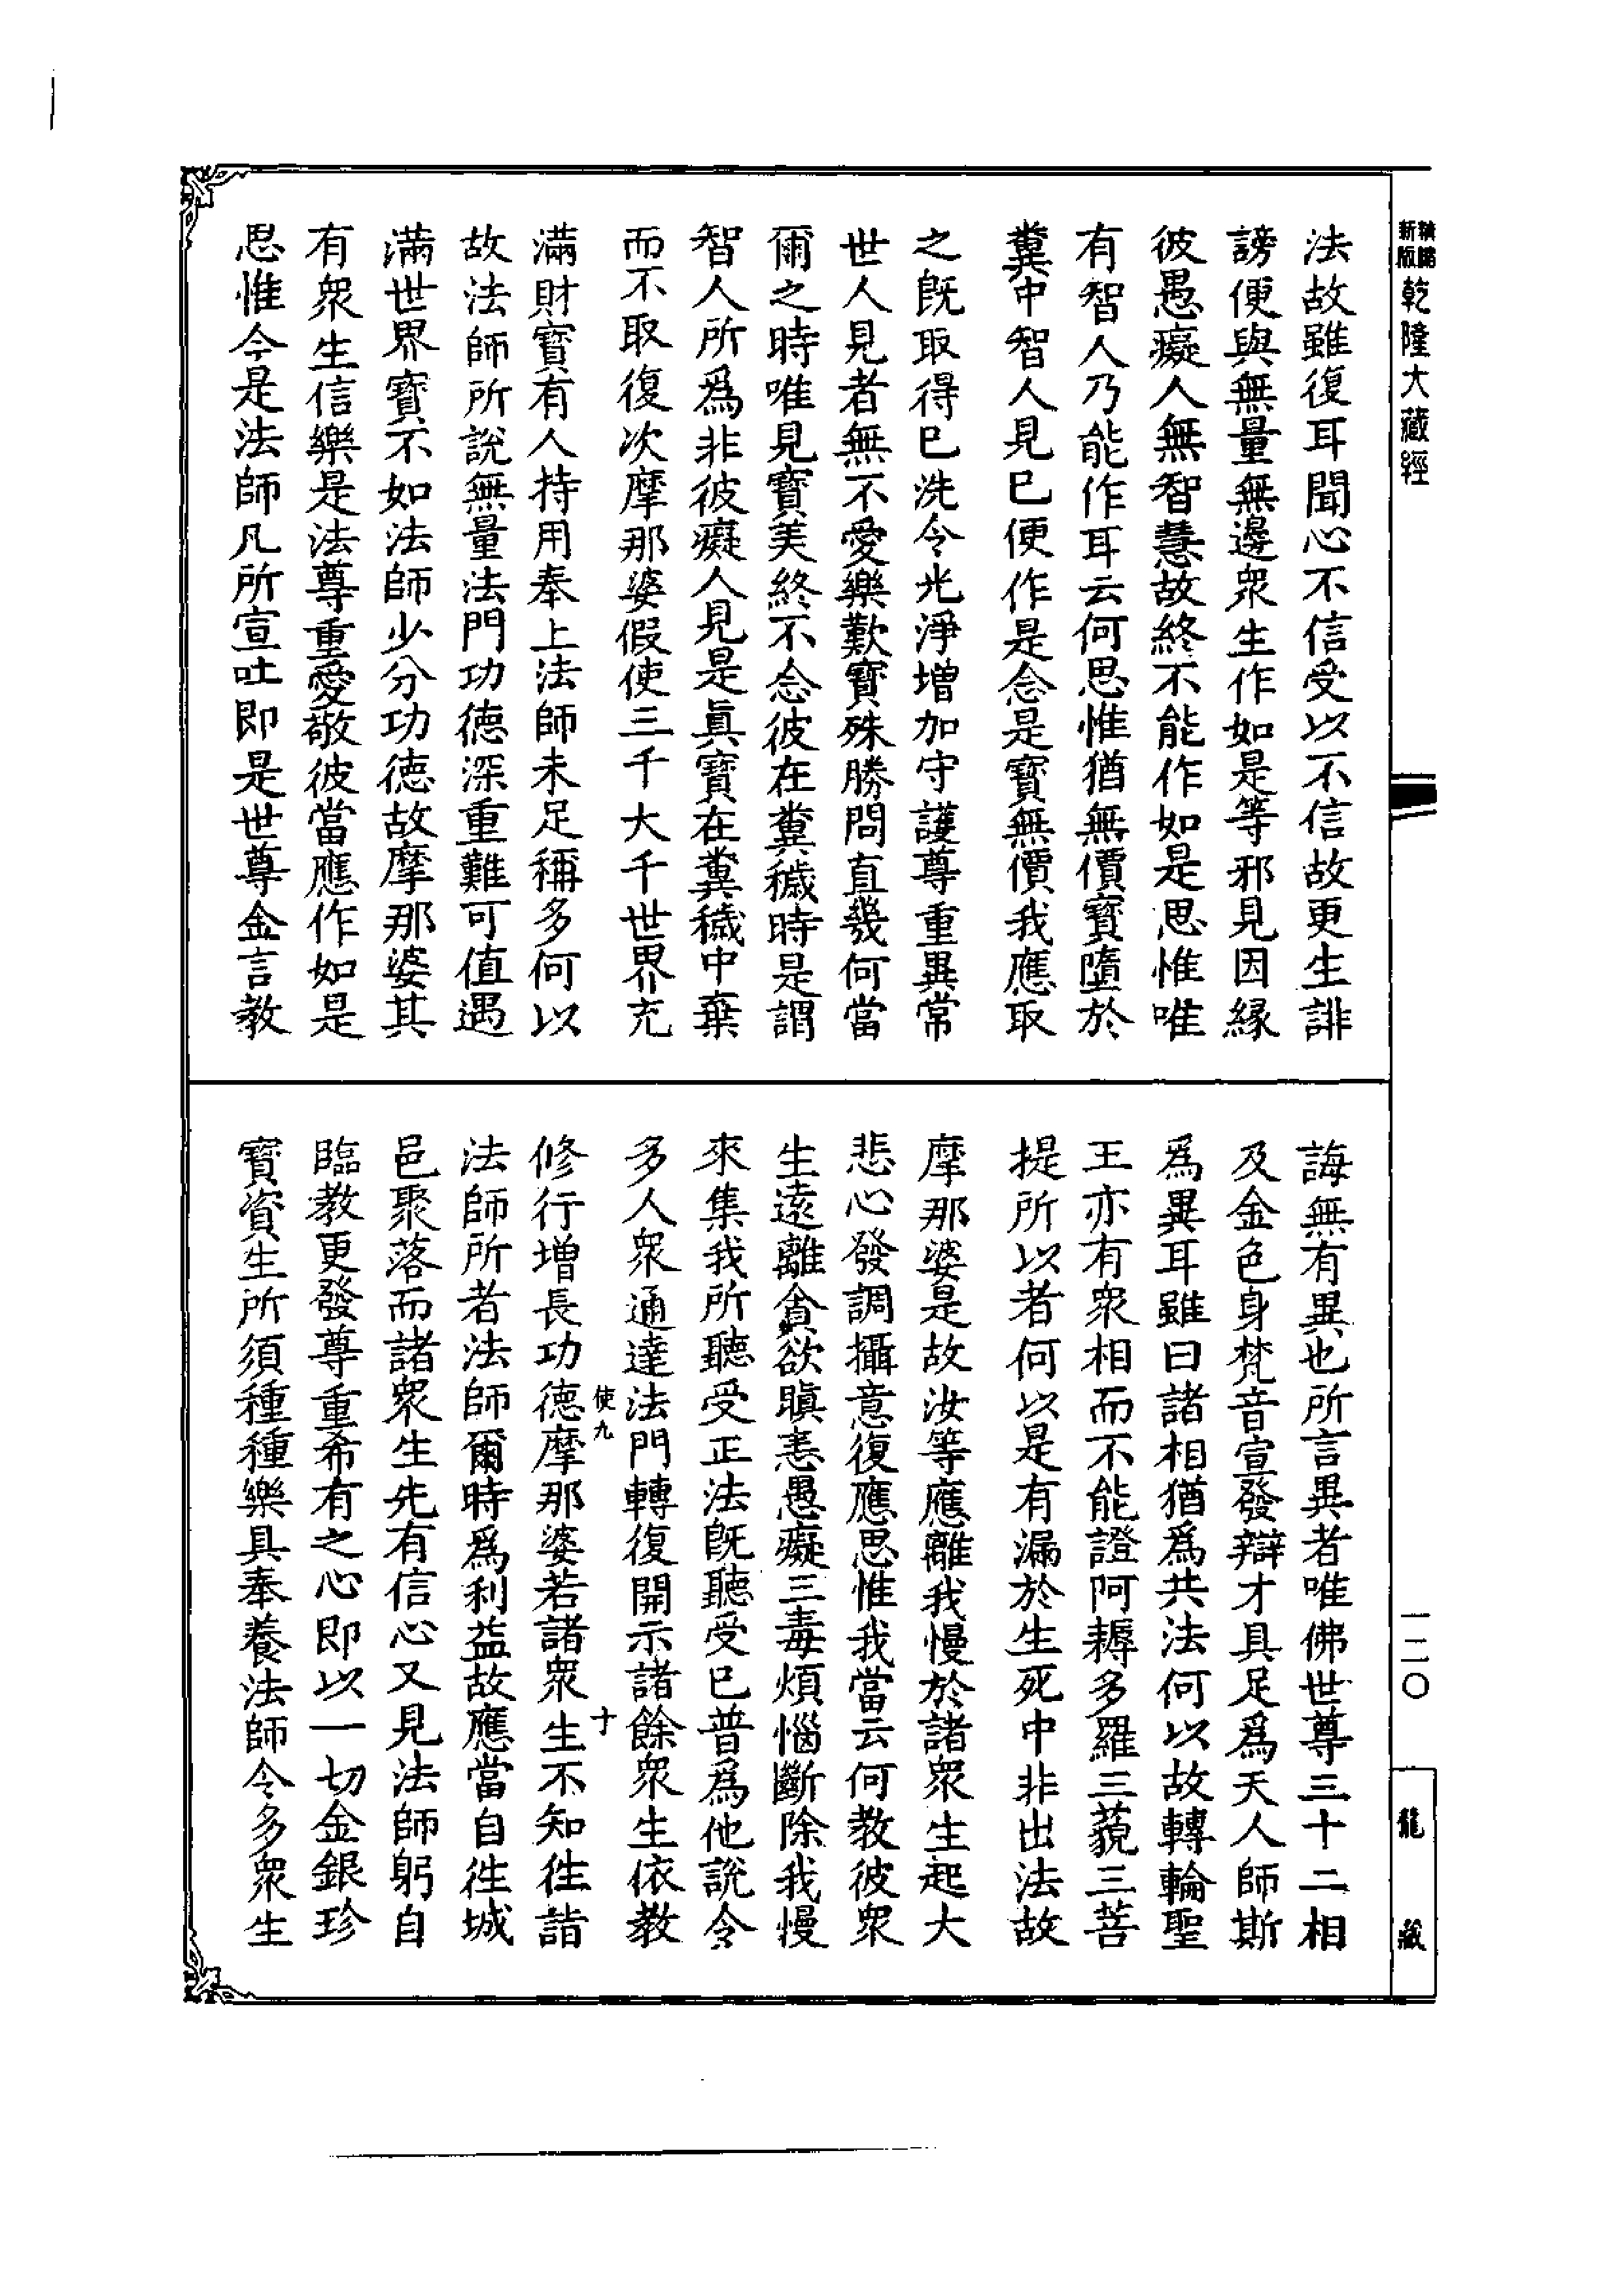 新版
乾隆大藏經
法故雖復耳聞心不信受以不信故更生誹
謗便與無量無邊衆生作如是等邪見因緣
彼愚癡人無智慧故終不能作如是思惟唯
有智人乃能作耳云何思惟猶無價寶墮於
糞中智人見已便作是念是寳無價我應取
之既取得已洗令光淨增加守護尊重異常
世人見者無不愛樂歎寶殊勝問直幾何當
爾之時唯見寶美終不念彼在糞穢時是謂
智人所爲非彼癡人見是眞寶在糞穢中棄
而不取復次摩那婆假使三千大千世界充
滿財寶有人持用奉上法師未足稱多何以
故法師所說無量法門功德深重難可值遇
滿世界寶不如法師少分功德故摩那婆其
有衆生信樂是法尊重愛敬彼當應作如是
思惟今是法師凡所宣吐即是世尊金言教
誨無有異也所言異者唯佛世尊三十二相
及金色身梵音宣發辯才具足爲天人師斯
爲異耳雖曰諸相猶爲共法何以故轉輪聖
王亦有衆相而不能證阿耨多羅三藐三菩
提所以者何以是有漏於生死中非出法故
摩那婆是故汝等應離我慢於諸衆生起大
悲心發調攝意復應思惟我當云何教彼衆
生遠離貪欲瞋恚愚癡三毒煩惱斷除我慢
來集我所聽受正法既聽受已普爲他說令
多人衆通達法門轉復開示諸餘衆生依教
使九
十
修行增長功德摩那婆若諸衆生不知往詣
法師所者法師爾時爲利益故應當自往城
邑聚落而諸衆生先有信心又見法師躬自
臨教更發尊重希有之心即以一切金銀珍
寳資生所須種種樂具奉養法師令多衆生
一二〇
龍藏